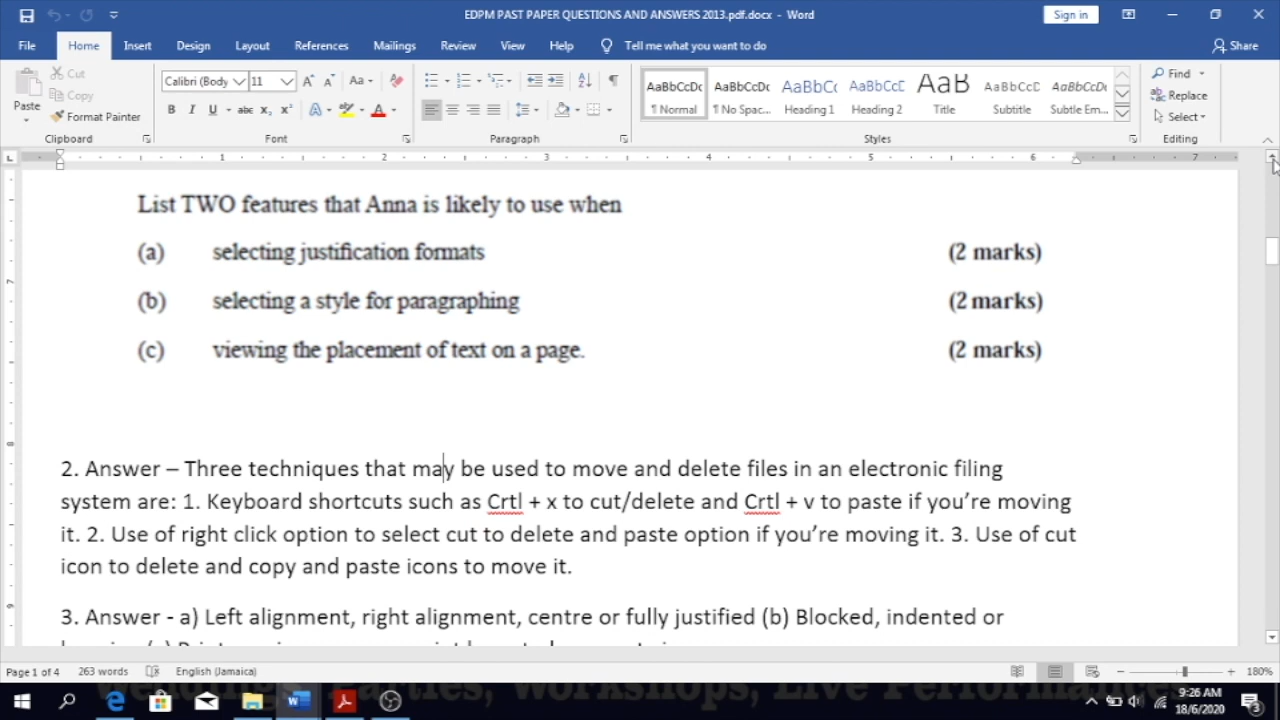 EDPM PAST PAPER QUESTIONS AND ANSWERS 2013.pdf.docx - Word
Sign in
File Home Insert Design Layout References Mailings Review View Help Tell me what you want to do Share
Paste
Cut
Copy
Format Painter
Clipboard
Calibri (Body 11
Font
Paragraph
AaBbCcDc AaBbCcDc AaBbCc AaBbCcC AaB AaBbCcC AaBbCcDc
¶ Normal ¶ No Spac... Heading 1 Heading 2 Title Subtitle Subtle Em...
Styles
Find
Replace
Select
Editing
1 2 3 4 5 6 7
List TWO features that Anna is likely to use when
(a) selecting justification formats (2 marks)
(b) selecting a style for paragraphing (2 marks)
(c) viewing the placement of text on a page. (2 marks)
2. Answer – Three techniques that may be used to move and delete files in an electronic filing
system are: 1. Keyboard shortcuts such as Crtl + x to cut/delete and Crtl + v to paste if you’re moving
it. 2. Use of right click option to select cut to delete and paste option if you’re moving it. 3. Use of cut
icon to delete and copy and paste icons to move it.
3. Answer - a) Left alignment, right alignment, centre or fully justified (b) Blocked, indented or
Page 1 of 4 263 words English (Jamaica) 180%
9:26 AM
18/6/2020